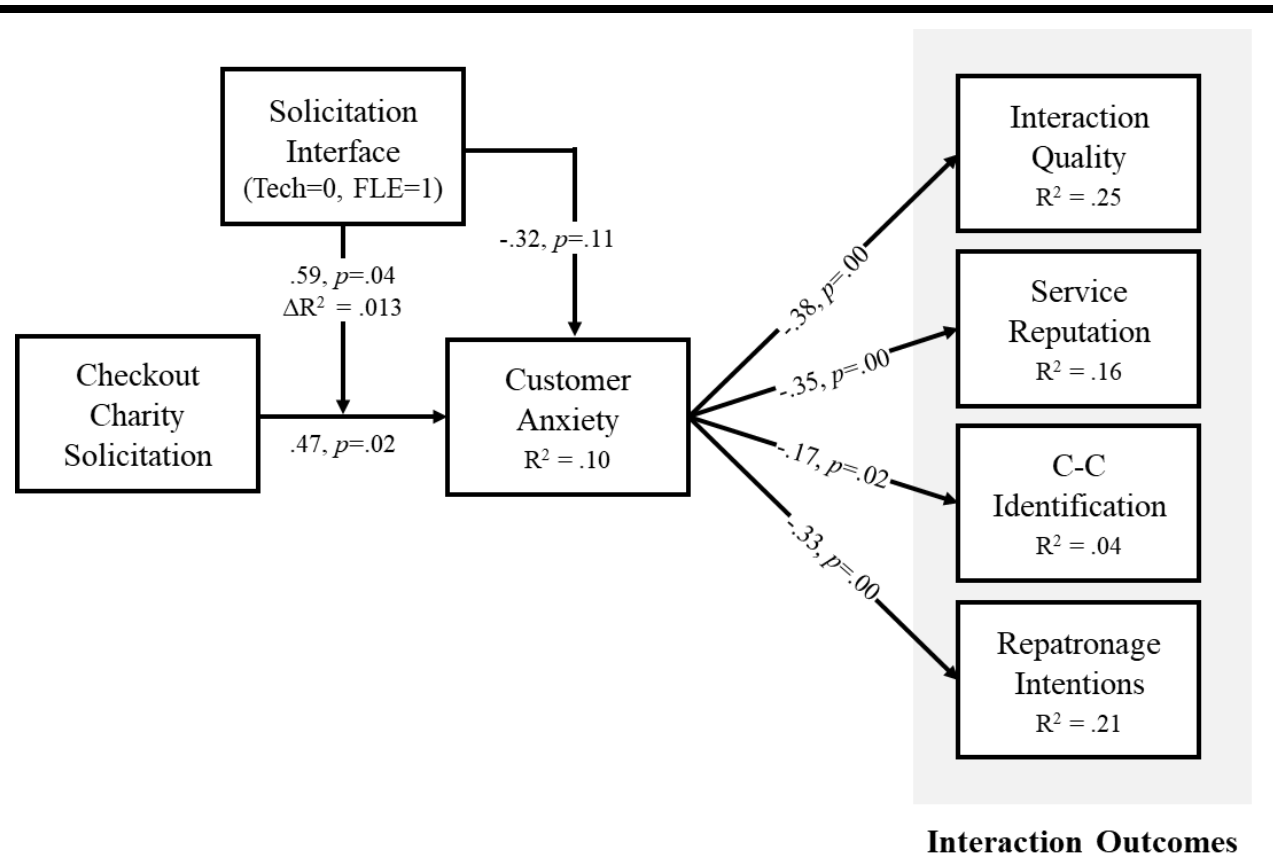 Solicitation
Interface
(Tech=0, FLE=1)
-.32, p=.11
.59, p=.04
ΔR² = .013
Checkout
Charity
Solicitation
.47, p=.02
Customer
Anxiety
R² = .10
-.38, p=.00
-.35, p=.00
-.17, p=.02
-.33, p=.00
Interaction
Quality
R² = .25
Service
Reputation
R² = .16
C-C
Identification
R² = .04
Repatronage
Intentions
R² = .21
Interaction Outcomes